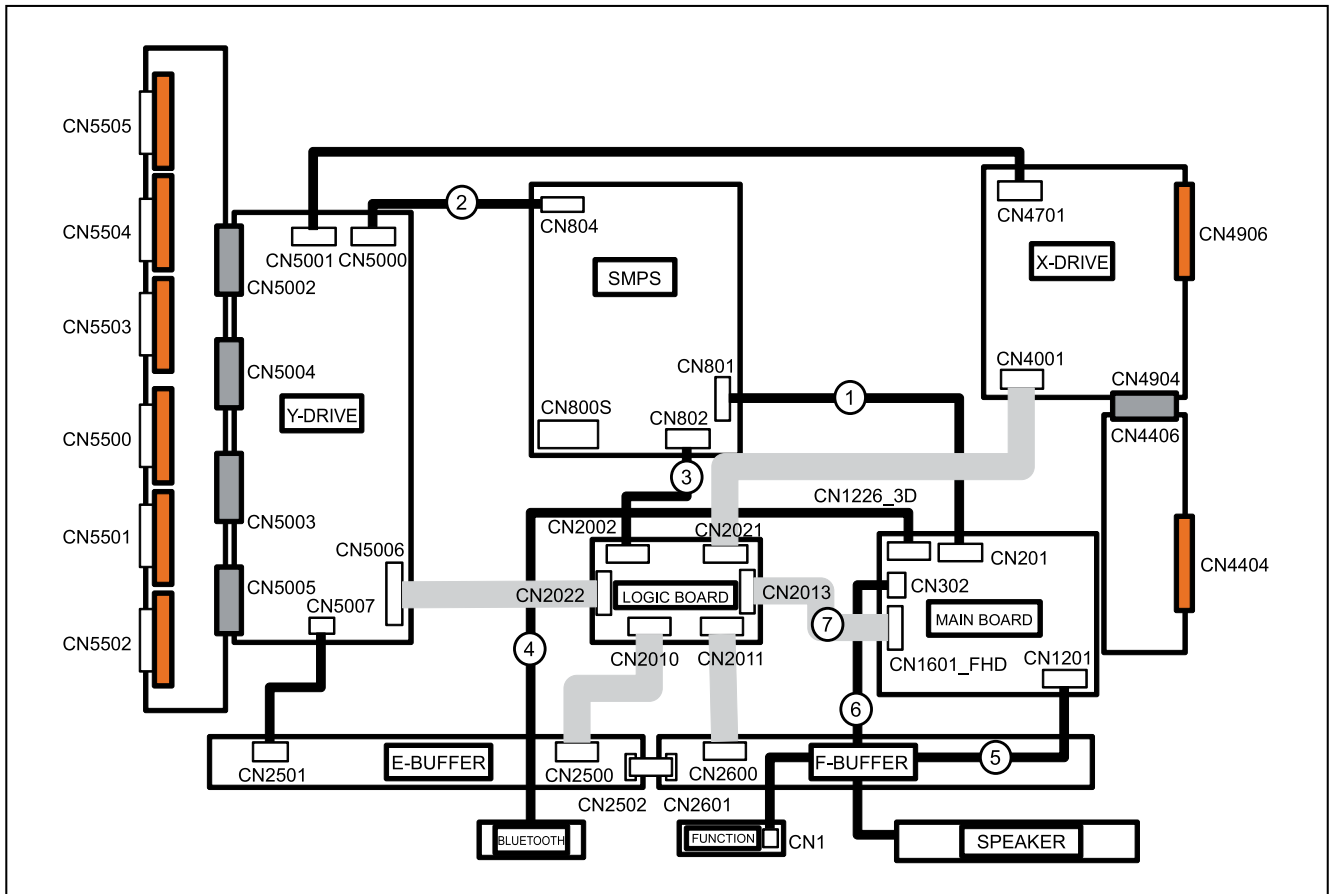 CN5505
CN5504
CN5503
CN5500
CN5501
CN5502
CN5001
CN5000
CN5002
CN5004
Y-DRIVE
CN5003
CN5006
CN5005
CN5007
2
CN804
SMPS
CN801
CN800S
CN802
1
3
CN4701
X-DRIVE
CN4906
CN4001
CN4904
CN4406
CN4404
CN1226_3D
CN2002
CN2021
CN2022
LOGIC BOARD
CN2013
CN2010
CN2011
CN201
CN302
MAIN BOARD
7
CN1601_FHD
CN1201
4
6
5
CN2501
E-BUFFER
CN2500
CN2600
F-BUFFER
CN2502
CN2601
BLUETOOTH
FUNCTION
CN1
SPEAKER